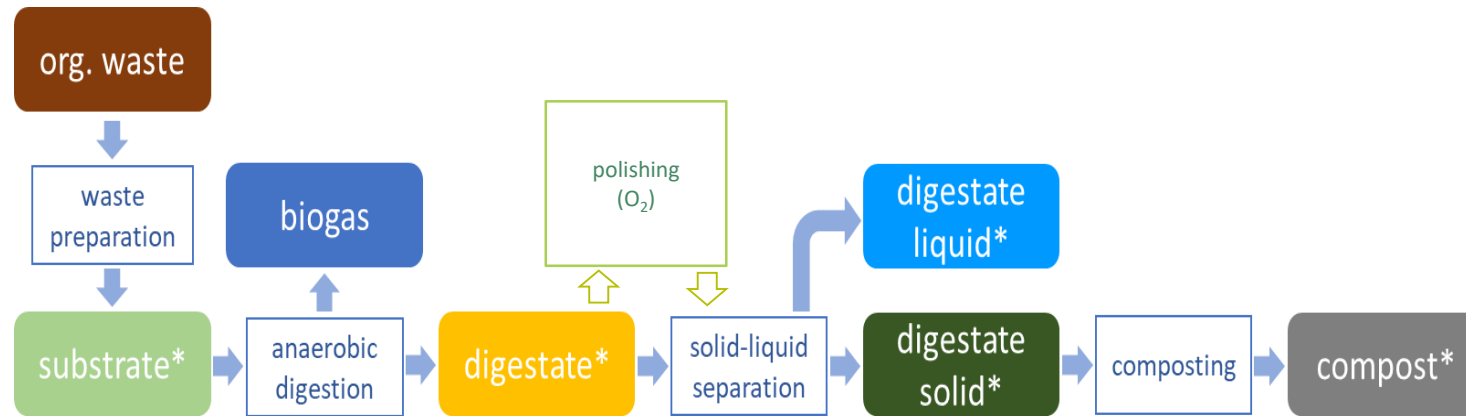 org. waste
waste
preparation
substrate*
biogas
anaerobic
digestion
digestate*
polishing
(O₂)
solid-liquid
separation
digestate
liquid*
digestate
solid*
composting
compost*